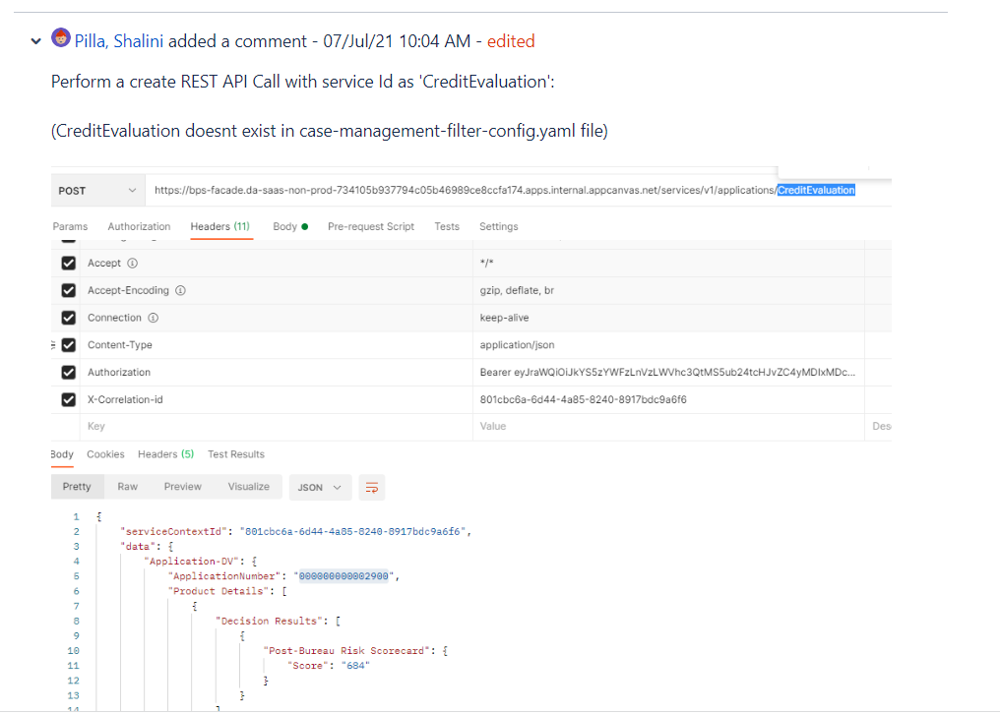 Pilla, Shalini added a comment - 07/Jul/21 10:04 AM - edited
Perform a create REST API Call with service Id as 'CreditEvaluation':
(CreditEvaluation doesnt exist in case-management-filter-config.yaml file)
POST https://bps-facade.da-saas-non-prod-734105b937794c05b46989ce8ccfa174.apps.internal.appcanvas.net/services/v1/applications/CreditEvaluation
Params Authorization Headers (11) Body Pre-request Script Tests Settings
Accept */*
Accept-Encoding gzip, deflate, br
Connection keep-alive
Content-Type application/json
Authorization Bearer eyJraWQiOiJkYS5zYWFzLnVzLWVhc3QtMS5ub24tcHJvZC4yMDIxMDc...
X-Correlation-id 801cbc6a-6d44-4a85-8240-8917bdc9a6f6
Key Value Des
Body Cookies Headers (5) Test Results
Pretty Raw Preview Visualize JSON
1 {
2 "serviceContextId": "801cbc6a-6d44-4a85-8240-8917bdc9a6f6",
3 "data": {
4 "Application-DV": {
5 "ApplicationNumber": "000000000002900",
6 "Product Details": [
7 {
8 "Decision Results": [
9 {
10 "Post-Bureau Risk Scorecard": {
11 "Score": "684"
12 }
13 }
14 ]